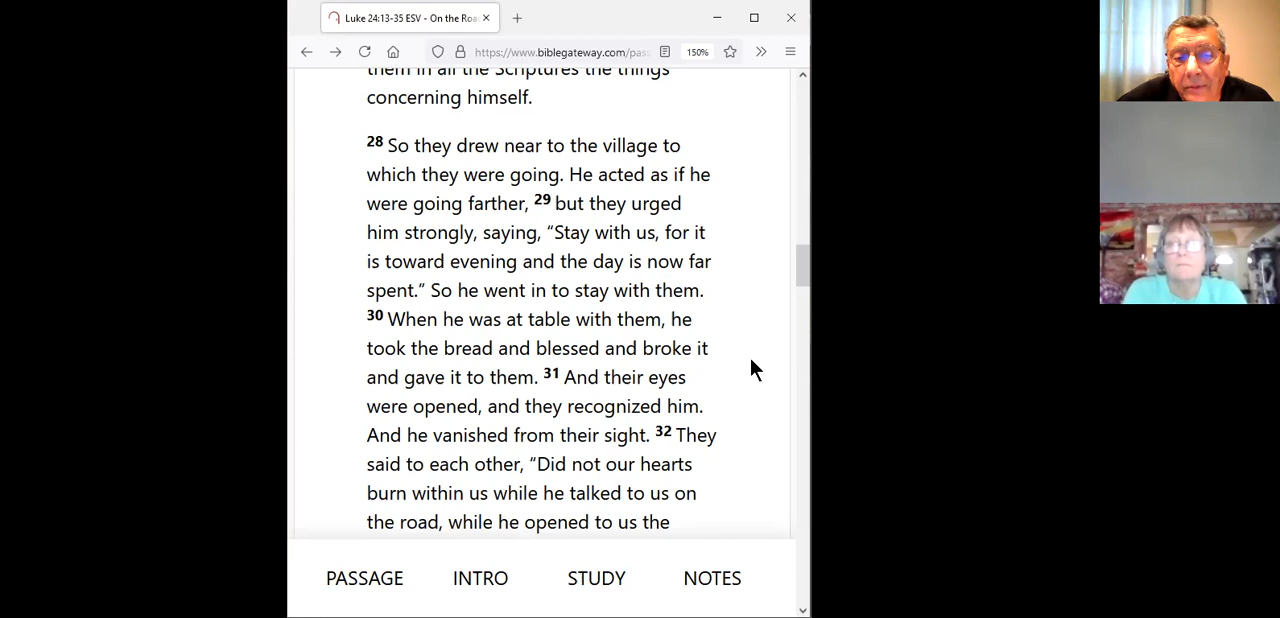 Luke 24:13-35 ESV - On the Roa
https://www.biblegateway.com/pas
150%
them in all the Scriptures the things
concerning himself.
28 So they drew near to the village to
which they were going. He acted as if he
were going farther, 29 but they urged
him strongly, saying, “Stay with us, for it
is toward evening and the day is now far
spent.” So he went in to stay with them.
30 When he was at table with them, he
took the bread and blessed and broke it
and gave it to them. 31 And their eyes
were opened, and they recognized him.
And he vanished from their sight. 32 They
said to each other, “Did not our hearts
burn within us while he talked to us on
the road, while he opened to us the
PASSAGE INTRO STUDY NOTES